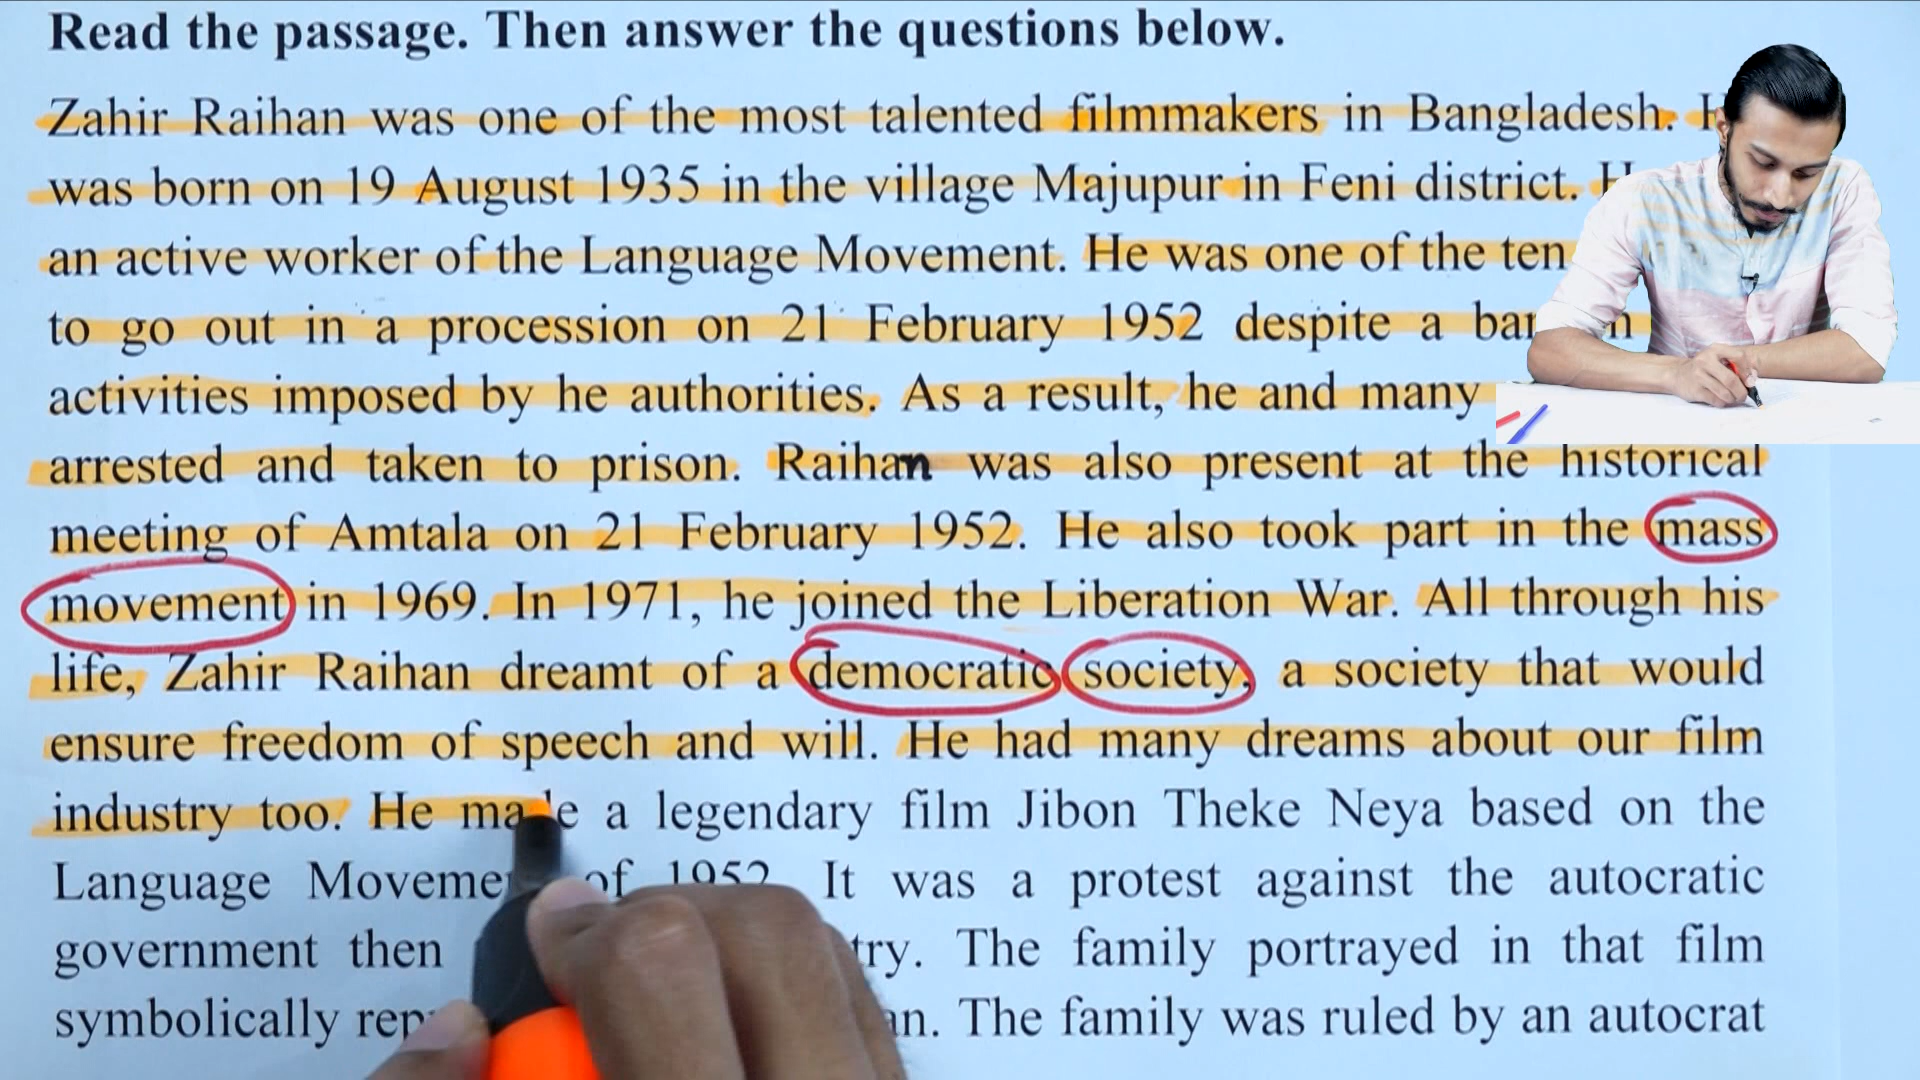 Read the passage. Then answer the questions below.
Zahir Raihan was one of the most talented filmmakers in Bangladesh.
was born on 19 August 1935 in the village Majupur in Feni district.
an active worker of the Language Movement. He was one of the ten
to go out in a procession on 21 February 1952 despite a
activities imposed by he authorities. As a result, he and many
arrested and taken to prison. Raihan was also present at the historical
meeting of Amtala on 21 February 1952. He also took part in the mass
movement in 1969. In 1971, he joined the Liberation War. All through his
life, Zahir Raihan dreamt of a democratic society, a society that would
ensure freedom of speech and will. He had many dreams about our film
industry too. He made a legendary film Jibon Theke Neya based on the
Language of 1952. It was a protest against the autocratic
government then The family portrayed in that film
symbolically The family was ruled by an autocrat